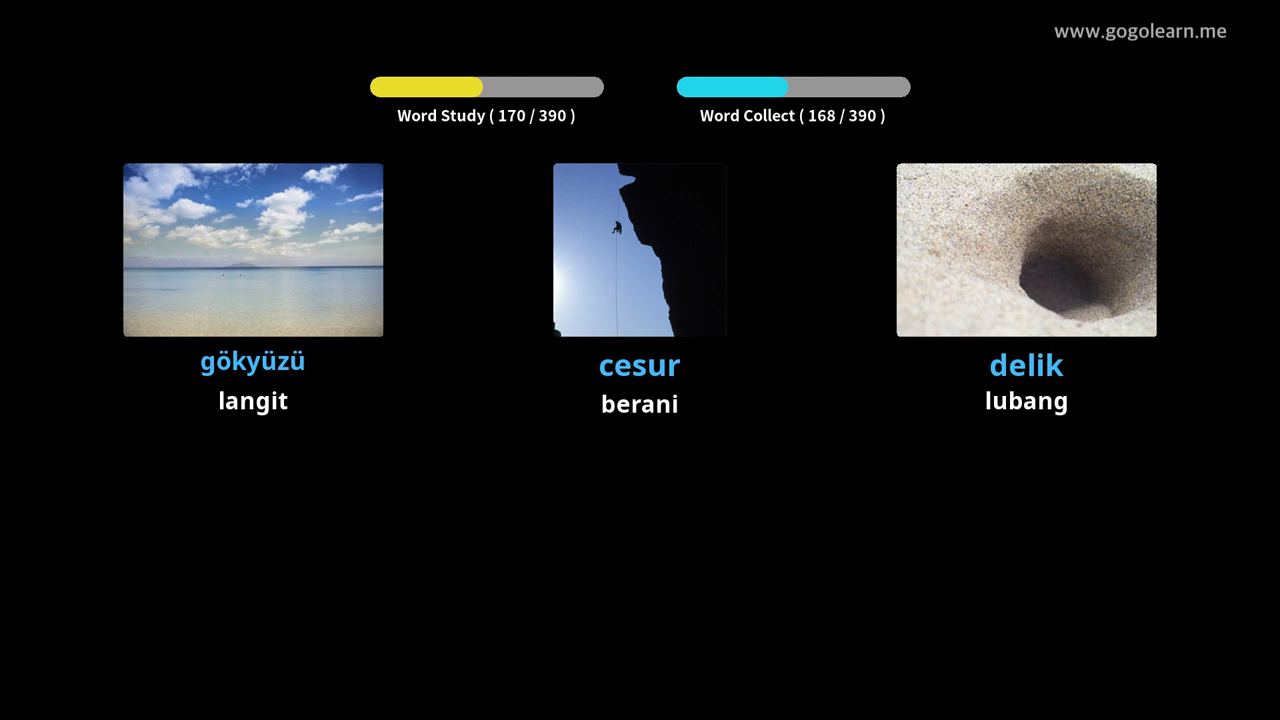 www.gogolearn.me
Word Study ( 170 / 390 )
Word Collect ( 168 / 390 )
gökyüzü
langit
cesur
berani
delik
lubang